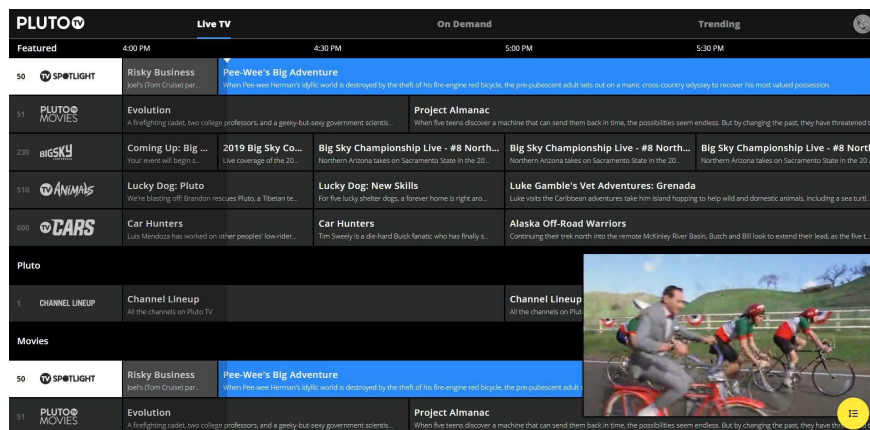 PLUTO TV
Live TV
On Demand
Trending
Featured
4:00 PM
4:30 PM
5:00 PM
5:30 PM
50
TV SPOTLIGHT
Risky Business
Joel's (Tom Cruise) par...
Pee-Wee's Big Adventure
When Pee-wee Herman's idyllic world is destroyed by the theft of his fire-engine red bicycle, the pre-pubescent adult sets out on a manic cross-country odyssey to recover his most valued possession.
51
PLUTO TV
MOVIES
Evolution
A firefighting cadet, two college professors, and a geeky-but-sexy government scientis...
Project Almanac
When five teens discover a machine that can send them back in time, the possibilities seem endless. But by changing the past, they have threatened t
230
BIG SKY
Coming Up: Big ...
Your event will begin s...
2019 Big Sky Co...
Live coverage of the 20...
Big Sky Championship Live - #8 North...
Northern Arizona takes on Sacramento State in the 20...
Big Sky Championship Live - #8 North...
Northern Arizona takes on Sacramento State in the 20...
Big Sky Championship Live - #8 Nort
Northern Arizona takes on Sacramento State in the 20
510
TV ANIMALS
Lucky Dog: Pluto
We're blasting off! Brandon rescues Pluto, a Tibetan te...
Lucky Dog: New Skills
For five lucky shelter dogs, a forever home is right aro...
Luke Gamble's Vet Adventures: Grenada
Luke visits the Caribbean adventures take him island hopping to help wild and domestic animals, including a sea turtl
600
TV CARS
Car Hunters
Luis Mendoza has worked on other peoples' low-rider...
Car Hunters
Tim Sweely is a die-hard Buick fanatic who has finally s...
Alaska Off-Road Warriors
Continuing their trek north into the remote McKinley River Basin, Butch and Bill look to extend their lead, as the five t
Pluto
1
CHANNEL LINEUP
Channel Lineup
All the channels on Pluto TV.
Channel Lineup
All the channels on Plut
Movies
50
TV SPOTLIGHT
Risky Business
Joel's (Tom Cruise) par...
Pee-Wee's Big Adventure
When Pee-wee Herman's idyllic world is destroyed by the theft of his fire-engine red bicycle, the pre-pubescent adult s
51
PLUTO TV
MOVIES
Evolution
A firefighting cadet, two college professors, and a geeky-but-sexy government scientis...
Project Almanac
When five teens discover a machine that can send them back in time, the possibilities seem endless. But by changing the past, they have thr